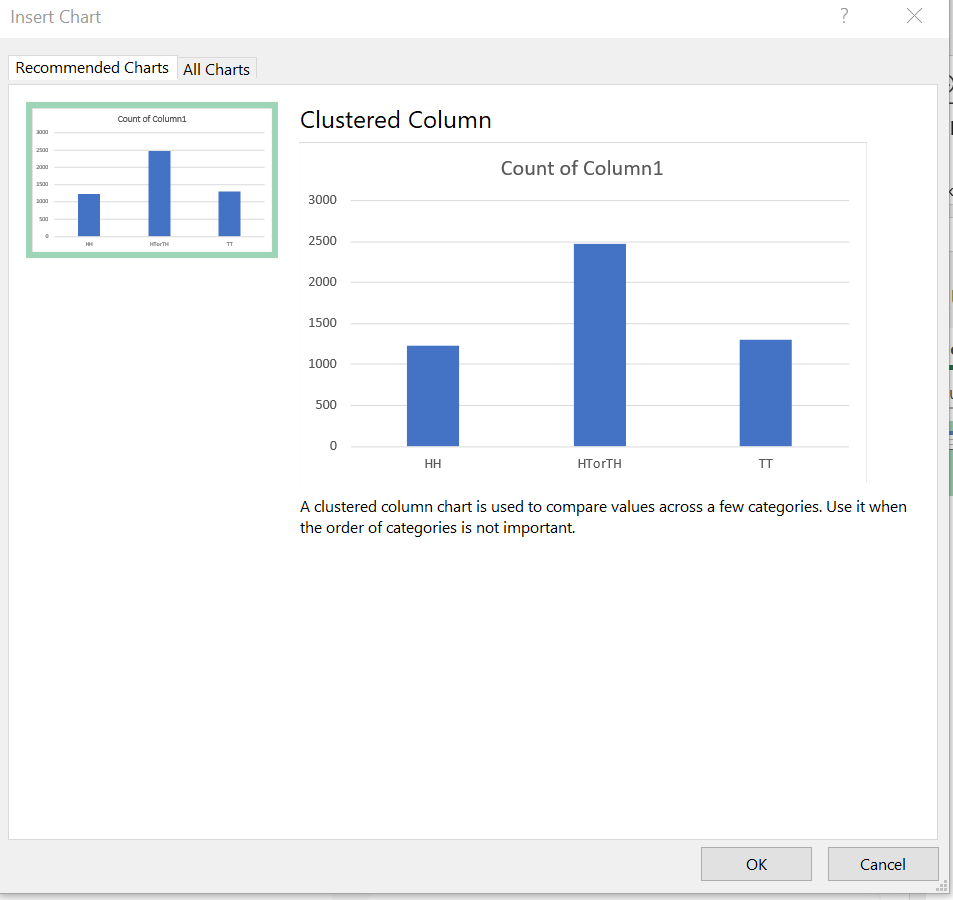 Insert Chart
?
Recommended Charts
All Charts
Count of Column1
3000
2500
2000
1500
1000
500
0
HH
HTorTH
TT
Clustered Column
Count of Column1
3000
2500
2000
1500
1000
500
0
HH
HTorTH
TT
A clustered column chart is used to compare values across a few categories. Use it when
the order of categories is not important.
OK
Cancel